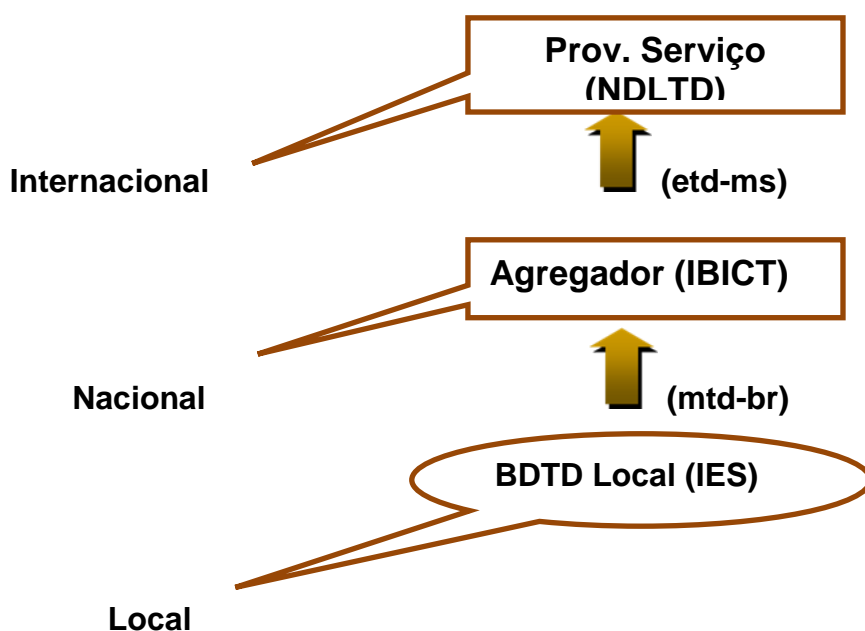 Prov. Serviço
(NDLTD)
Internacional
(etd-ms)
Agregador (IBICT)
Nacional
(mtd-br)
BDTD Local (IES)
Local